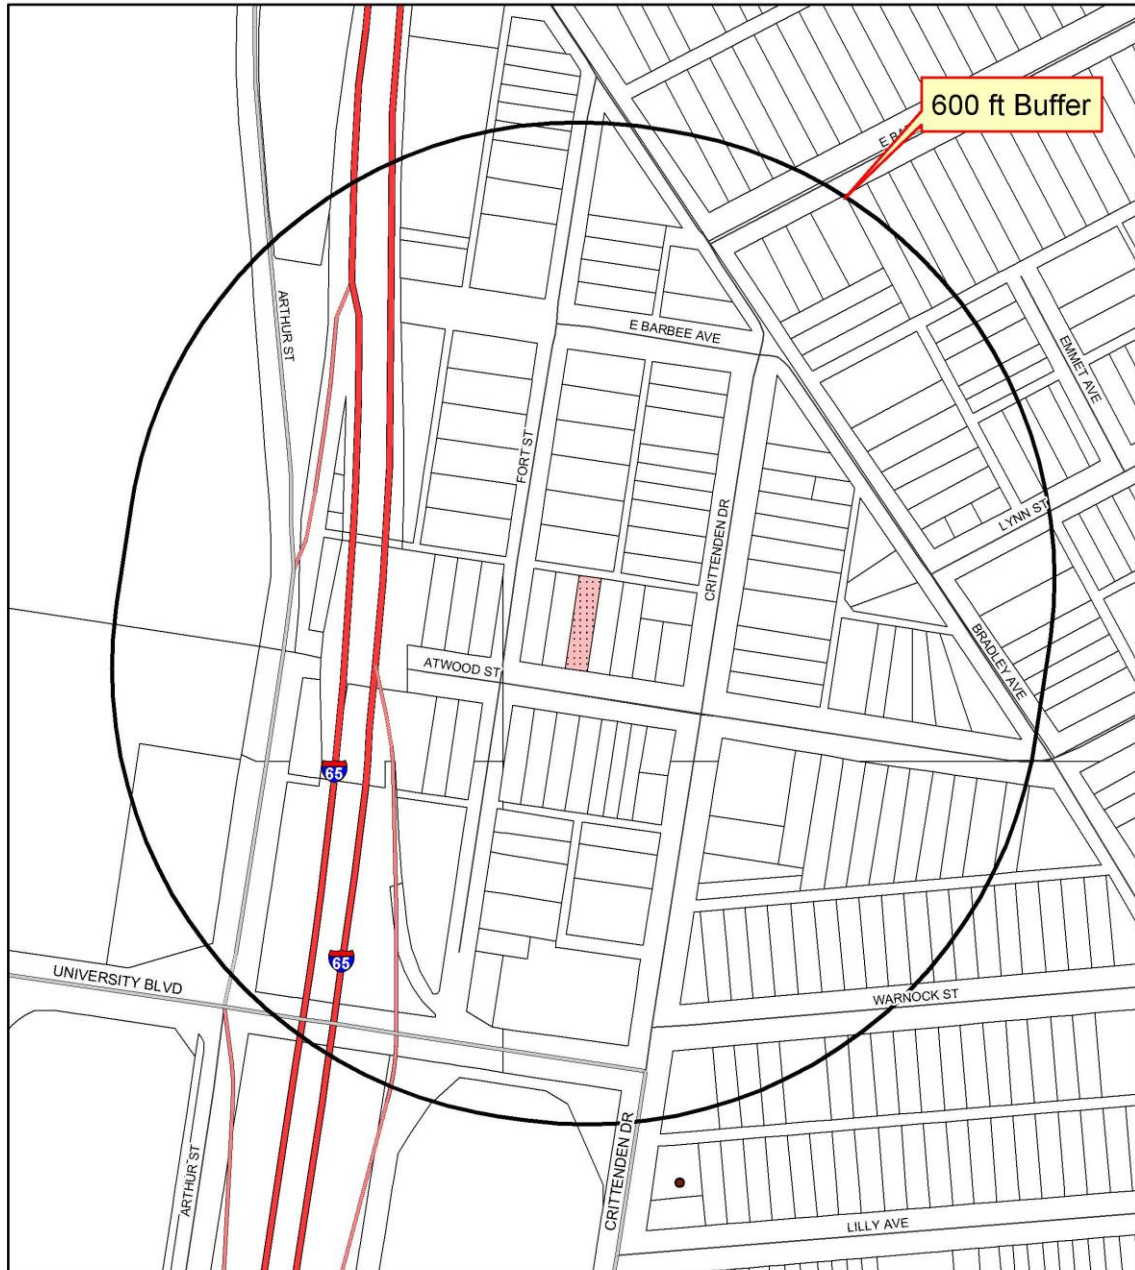 600 ft Buffer
E BA
ARTHUR ST
E BARBEE AVE
EMMET AVE
FORT ST
CRITTENDEN DR
LYNN ST
BRADLEY AVE
ATWOOD ST
65
65
UNIVERSITY BLVD
WARNOCK ST
ARTHUR ST
CRITTENDEN DR
LILLY AVE